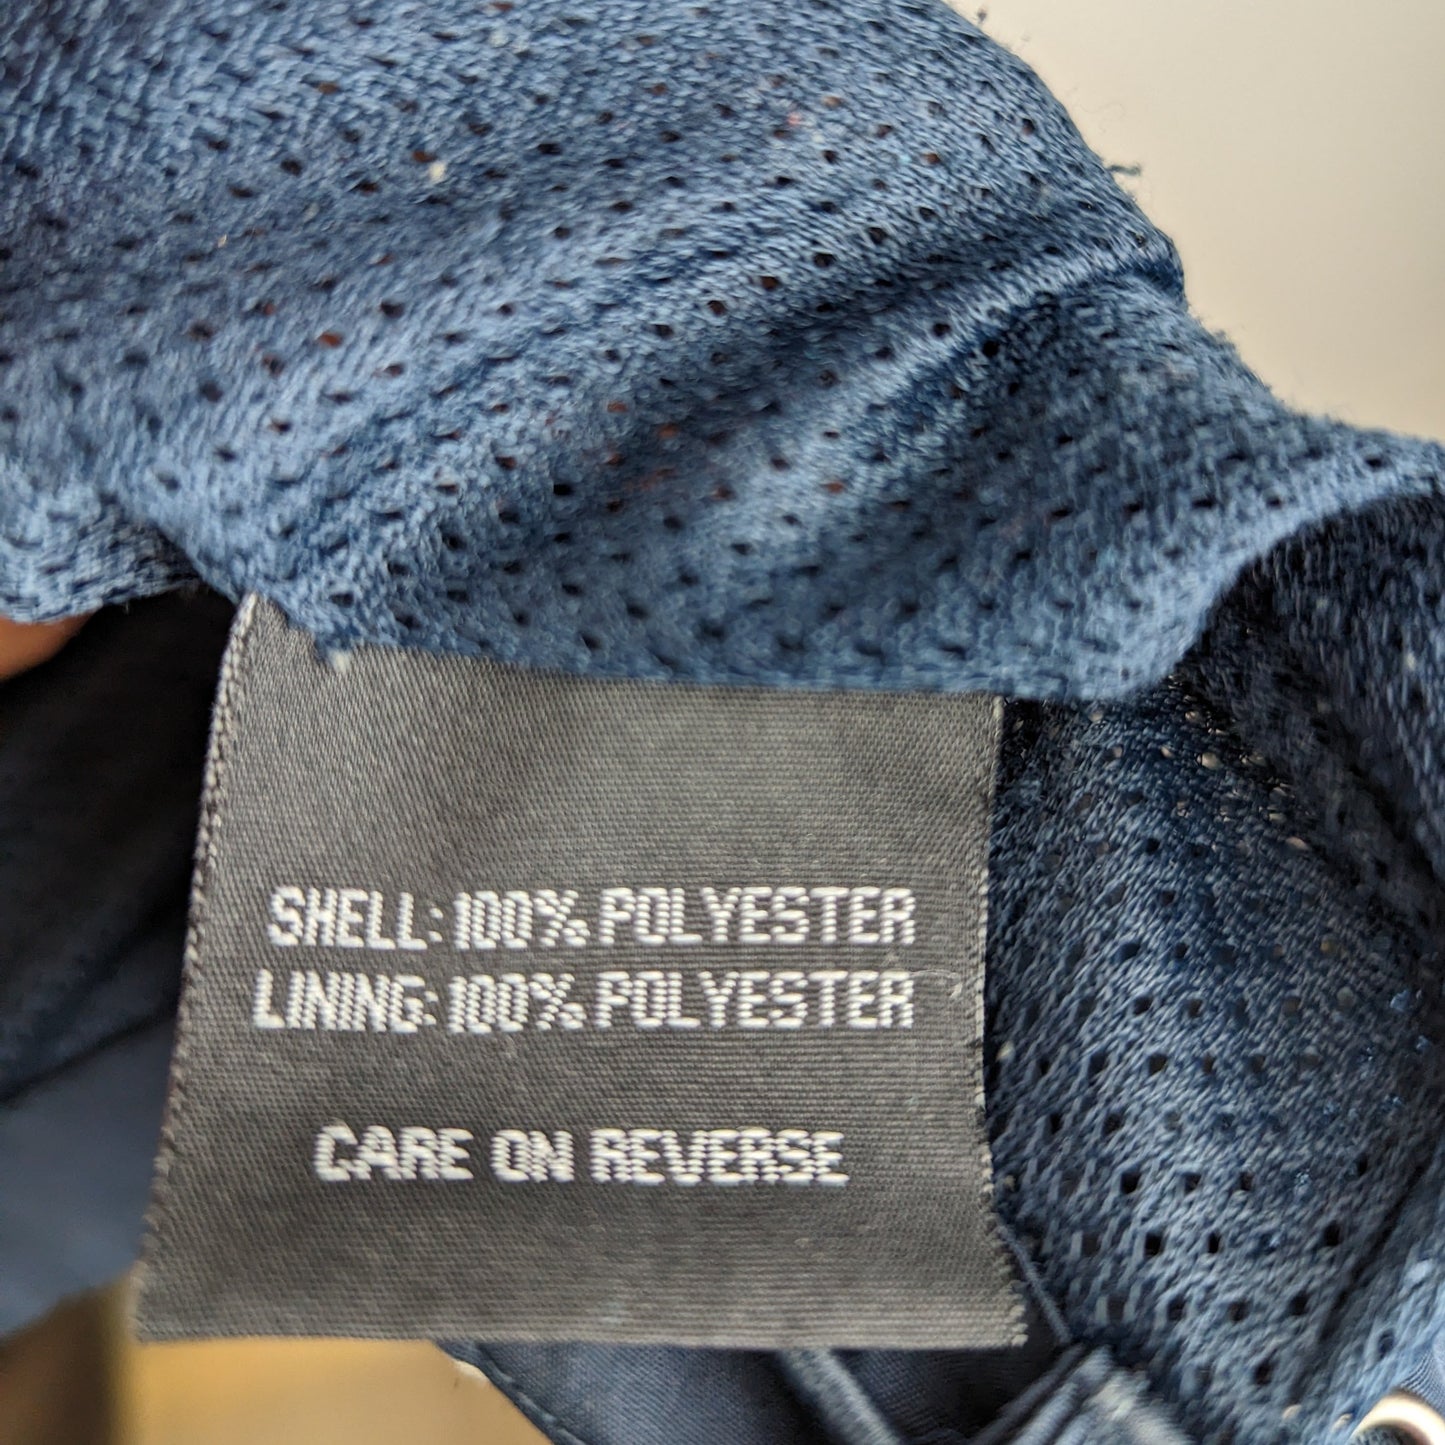 SHELL: 100% POLYESTER
LINING: 100% POLYESTER
CARE ON REVERSE